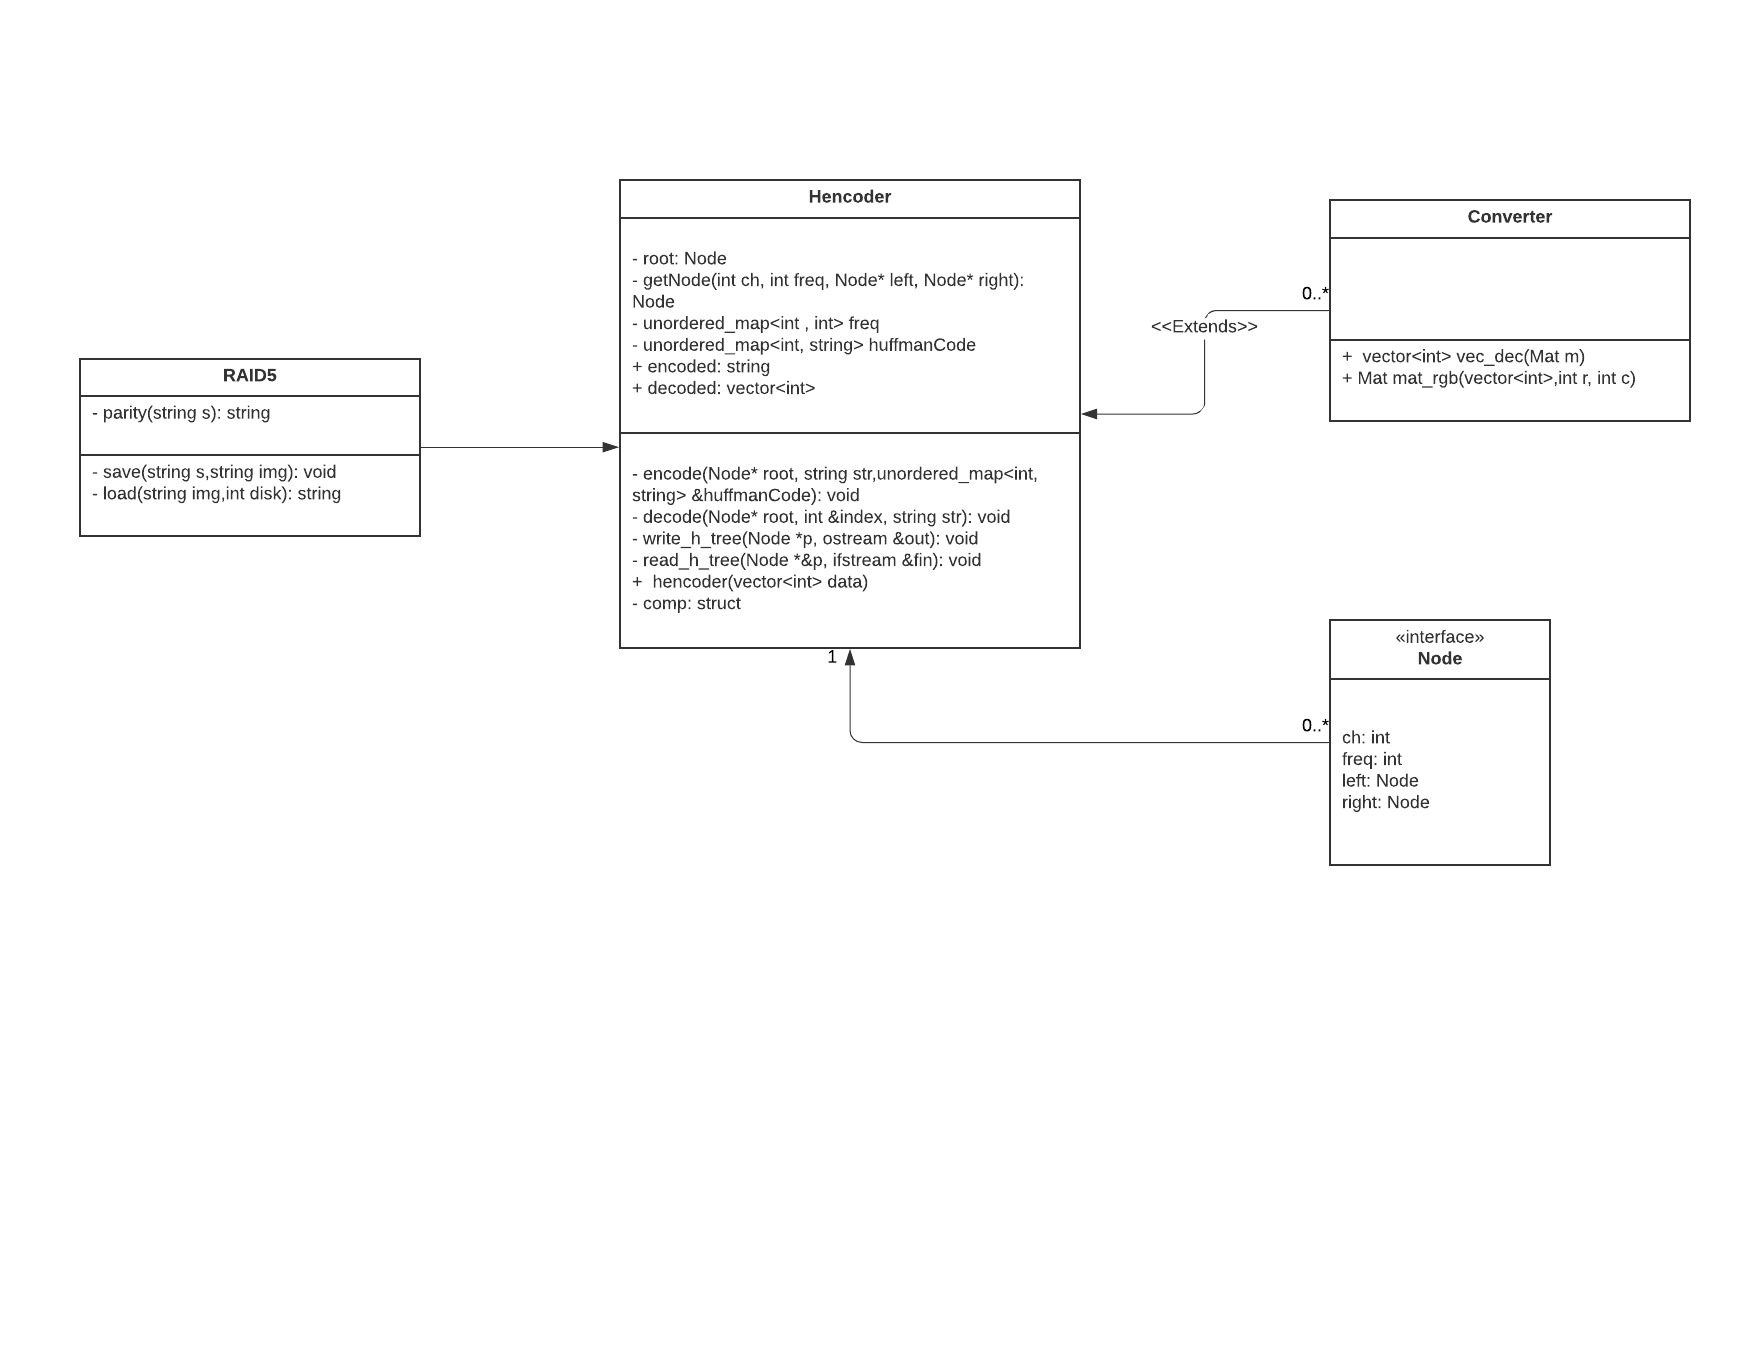 RAID5
- parity(string s): string
- save(string s,string img): void
- load(string img,int disk): string
Hencoder
- root: Node
- getNode(int ch, int freq, Node* left, Node* right):
Node
- unordered_map<int , int> freq
- unordered_map<int, string> huffmanCode
+ encoded: string
+ decoded: vector<int>
- encode(Node* root, string str,unordered_map<int,
string> &huffmanCode): void
- decode(Node* root, int &index, string str): void
- write_h_tree(Node *p, ostream &out): void
- read_h_tree(Node *&p, ifstream &fin): void
+  hencoder(vector<int> data)
- comp: struct
1
<<Extends>>
0..*
Converter
+  vector<int> vec_dec(Mat m)
+ Mat mat_rgb(vector<int>,int r, int c)
0..*
«interface»
Node
ch: int
freq: int
left: Node
right: Node